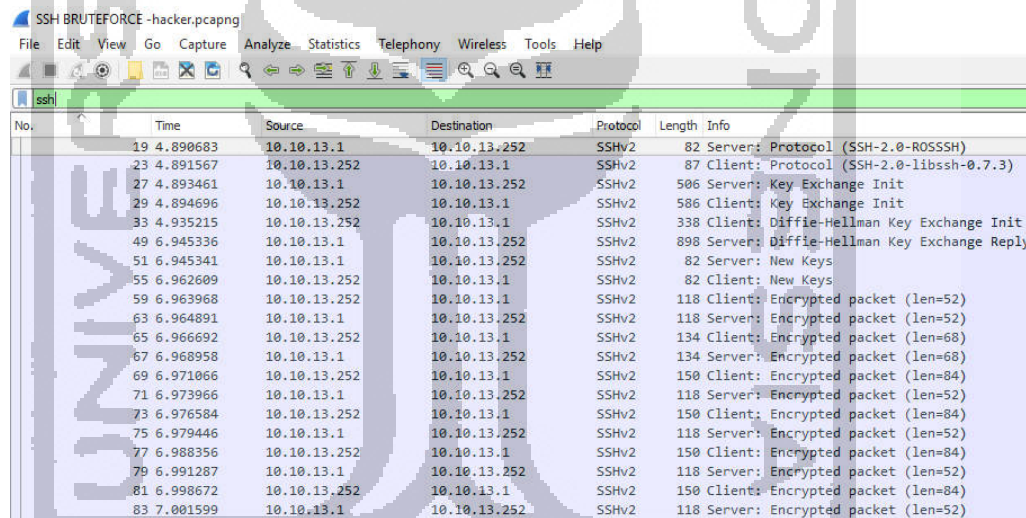 SSH BRUTEFORCE -hacker.pcapng
File Edit View Go Capture Analyze Statistics Telephony Wireless Tools Help
ssh
No. Time Source Destination Protocol Length Info
19 4.890683 10.10.13.1 10.10.13.252 SSHv2 82 Server: Protocol (SSH-2.0-ROSSSH)
23 4.891567 10.10.13.252 10.10.13.1 SSHv2 87 Client: Protocol (SSH-2.0-libssh-0.7.3)
27 4.893461 10.10.13.1 10.10.13.252 SSHv2 506 Server: Key Exchange Init
29 4.894696 10.10.13.252 10.10.13.1 SSHv2 586 Client: Key Exchange Init
33 4.935215 10.10.13.252 10.10.13.1 SSHv2 338 Client: Diffie-Hellman Key Exchange Init
49 6.945336 10.10.13.1 10.10.13.252 SSHv2 898 Server: Diffie-Hellman Key Exchange Reply
51 6.945341 10.10.13.1 10.10.13.252 SSHv2 82 Server: New Keys
55 6.962609 10.10.13.252 10.10.13.1 SSHv2 82 Client: New Keys
59 6.963968 10.10.13.252 10.10.13.1 SSHv2 118 Client: Encrypted packet (len=52)
63 6.964891 10.10.13.1 10.10.13.252 SSHv2 118 Server: Encrypted packet (len=52)
65 6.966692 10.10.13.252 10.10.13.1 SSHv2 134 Client: Encrypted packet (len=68)
67 6.968958 10.10.13.1 10.10.13.252 SSHv2 134 Server: Encrypted packet (len=68)
69 6.971066 10.10.13.252 10.10.13.1 SSHv2 150 Client: Encrypted packet (len=84)
71 6.973966 10.10.13.1 10.10.13.252 SSHv2 118 Server: Encrypted packet (len=52)
73 6.976584 10.10.13.252 10.10.13.1 SSHv2 150 Client: Encrypted packet (len=84)
75 6.979446 10.10.13.1 10.10.13.252 SSHv2 118 Server: Encrypted packet (len=52)
77 6.988356 10.10.13.252 10.10.13.1 SSHv2 150 Client: Encrypted packet (len=84)
79 6.991287 10.10.13.1 10.10.13.252 SSHv2 118 Server: Encrypted packet (len=52)
81 6.998672 10.10.13.252 10.10.13.1 SSHv2 150 Client: Encrypted packet (len=84)
83 7.001599 10.10.13.1 10.10.13.252 SSHv2 118 Server: Encrypted packet (len=52)